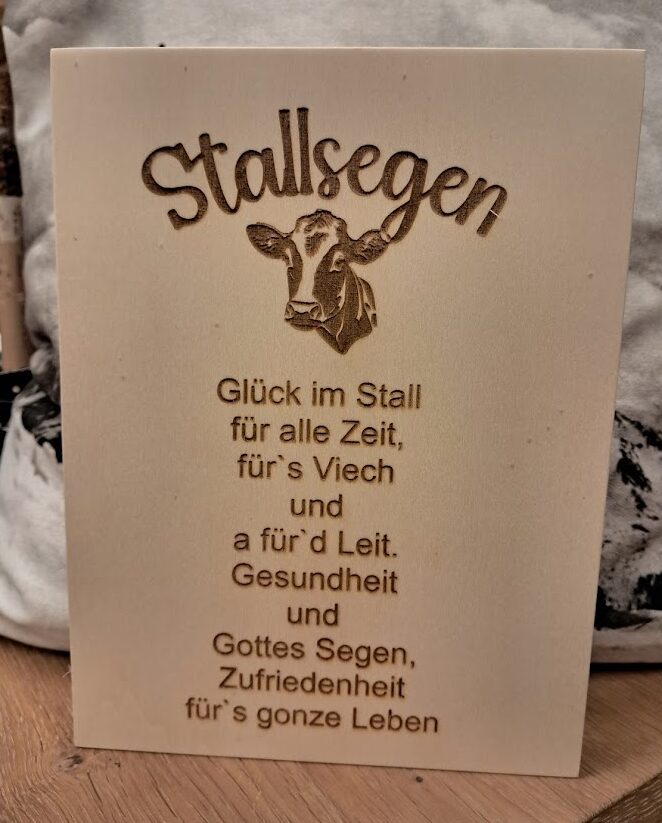 Stallsegen
Glück im Stall
für alle Zeit,
für`s Viech
und
a für`d Leit.
Gesundheit
und
Gottes Segen,
Zufriedenheit
für`s gonze Leben